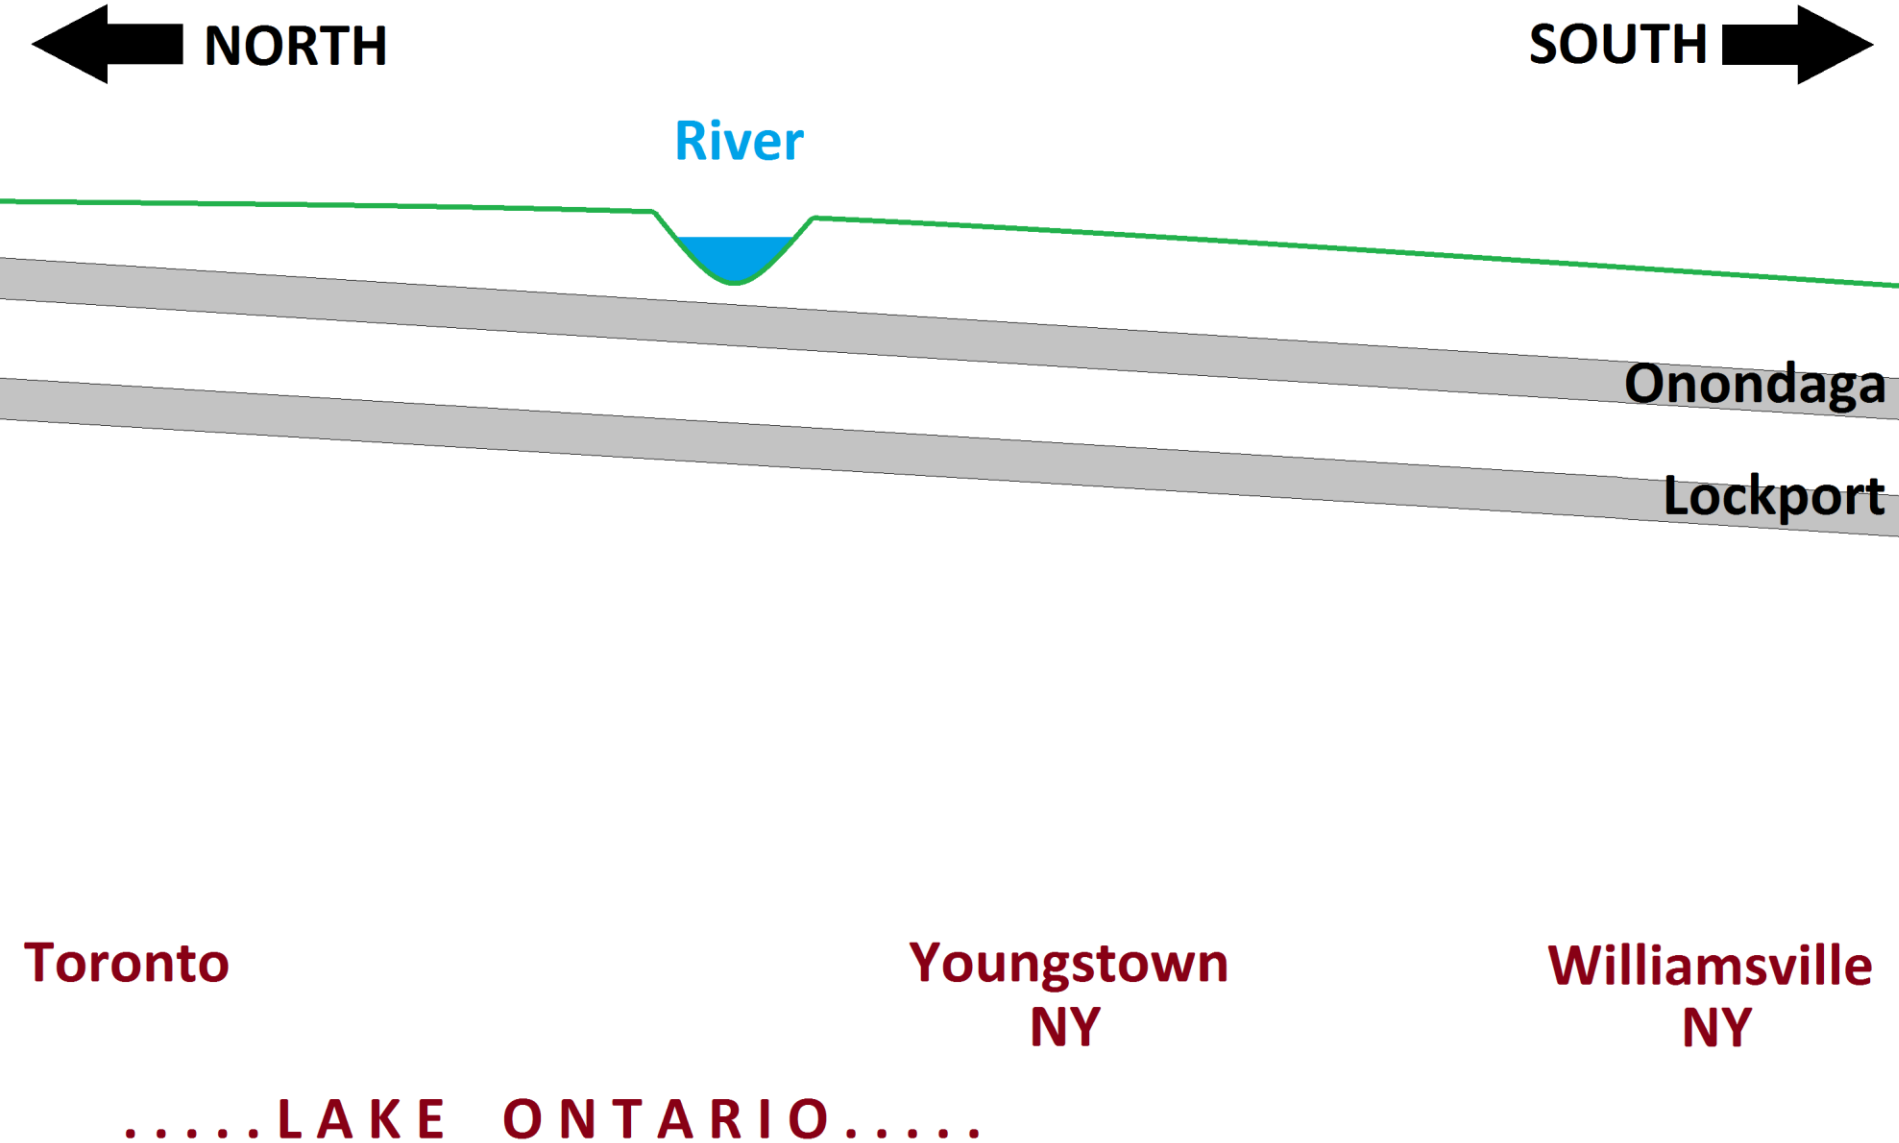 NORTH
SOUTH
River
Onondaga
Lockport
Toronto
Youngstown
NY
Williamsville
NY
.....LAKE ONTARIO.....